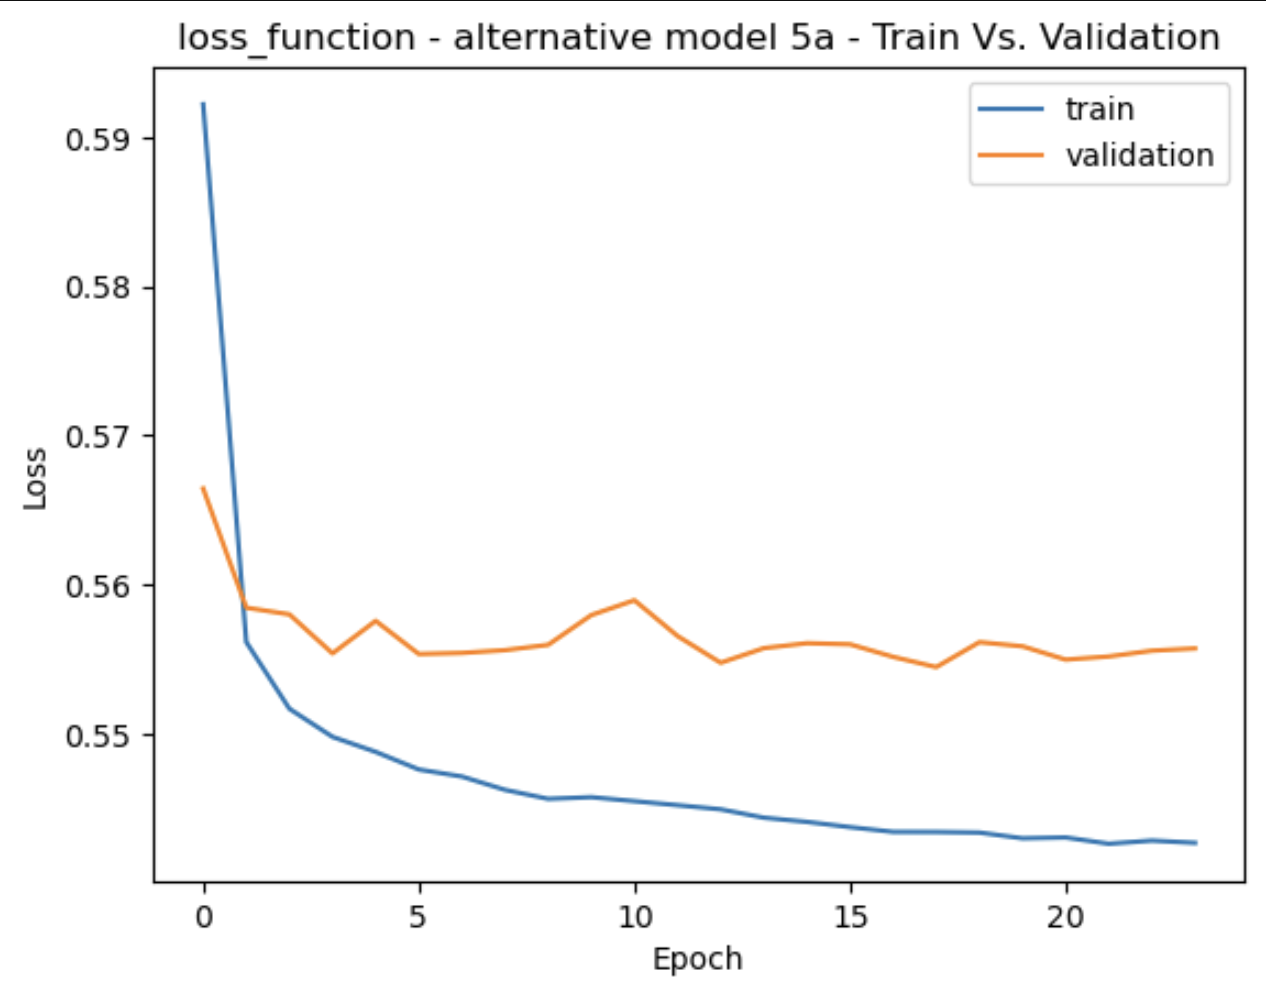 loss_function - alternative model 5a - Train Vs. Validation
train
validation
0.59
0.58
0.57
0.56
0.55
Loss
0 5 10 15 20
Epoch